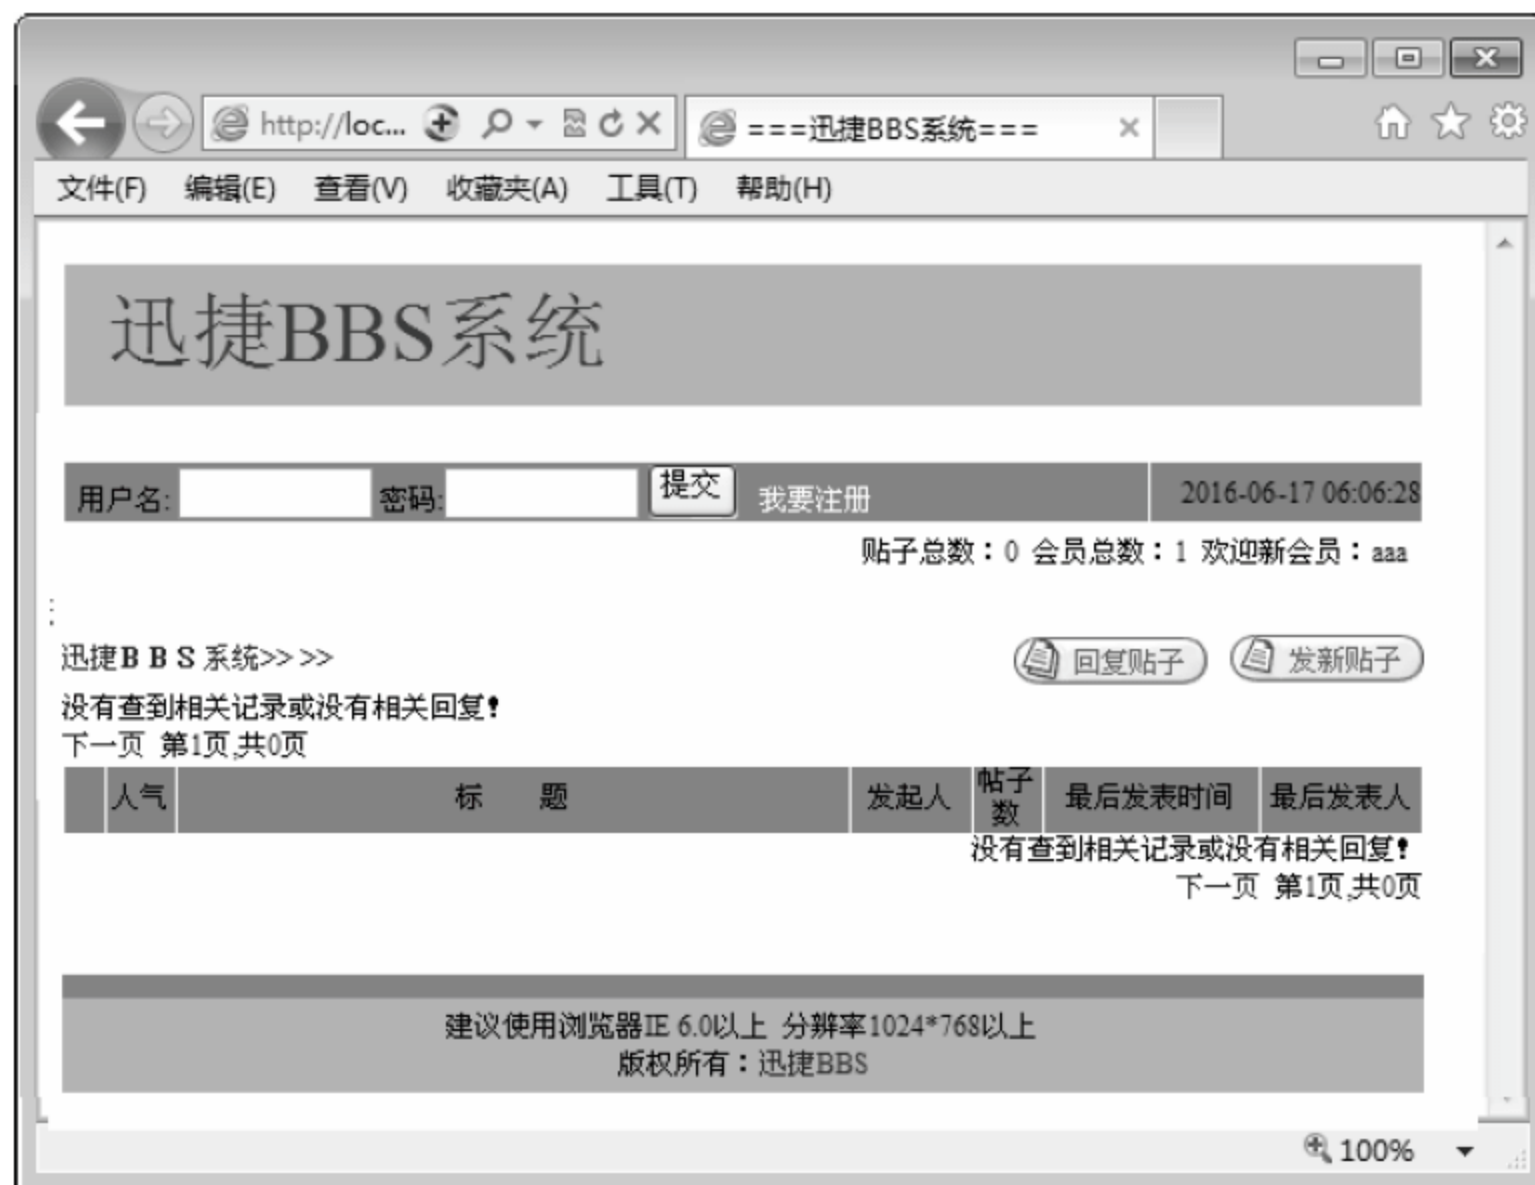 http://loc... ===迅捷BBS系统===
文件(F) 编辑(E) 查看(V) 收藏夹(A) 工具(T) 帮助(H)
迅捷BBS系统
用户名: 密码: 提交 我要注册 2016-06-17 06:06:28
贴子总数：0 会员总数：1 欢迎新会员：aaa
迅捷B B S 系统>>>> 回复贴子 发新贴子
没有查到相关记录或没有相关回复!
下一页 第1页,共0页
人气 标 题 发起人 帖子数 最后发表时间 最后发表人
没有查到相关记录或没有相关回复!
下一页 第1页,共0页
建议使用浏览器IE 6.0以上 分辨率1024*768以上
版权所有：迅捷BBS
100%